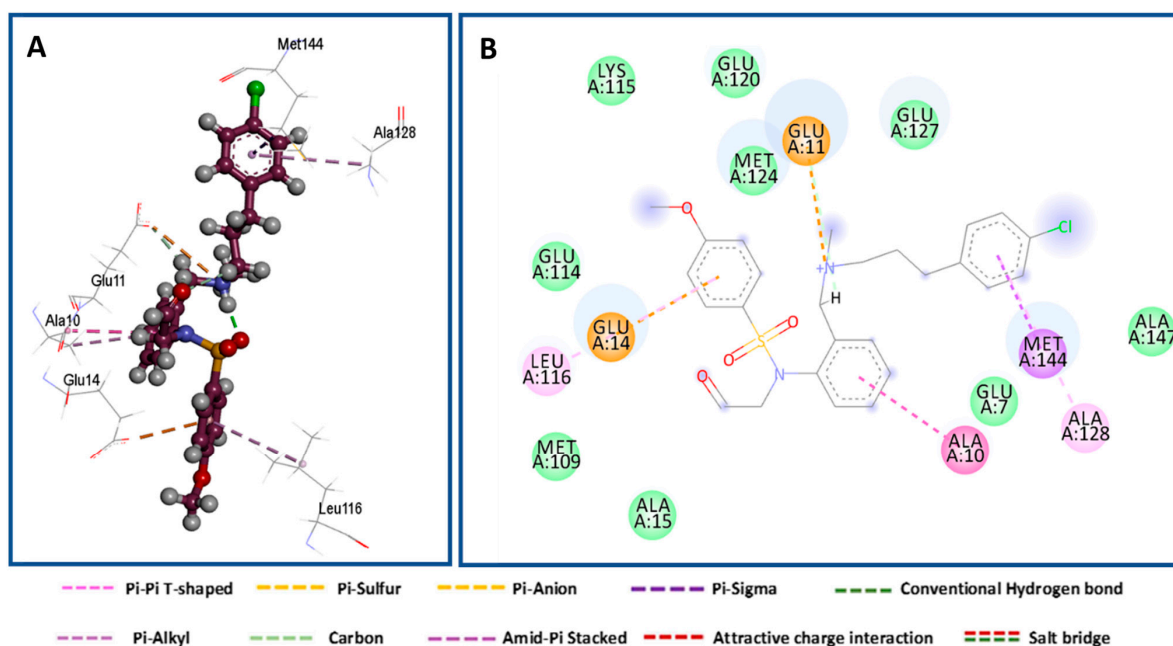 A
Met144
Ala128
Glu11
Ala10
Glu14
Leu116
B
LYS
A:115
GLU
A:120
GLU
A:11
GLU
A:127
MET
A:124
O
Cl
GLU
A:114
N
+
H
GLU
A:14
O
S
O
LEU
A:116
MET
A:144
ALA
A:147
O
N
GLU
A:7
ALA
A:128
ALA
A:10
MET
A:109
ALA
A:15
Pi-Pi T-shaped
Pi-Sulfur
Pi-Anion
Pi-Sigma
Conventional Hydrogen bond
Pi-Alkyl
Carbon
Amid-Pi Stacked
Attractive charge interaction
Salt bridge